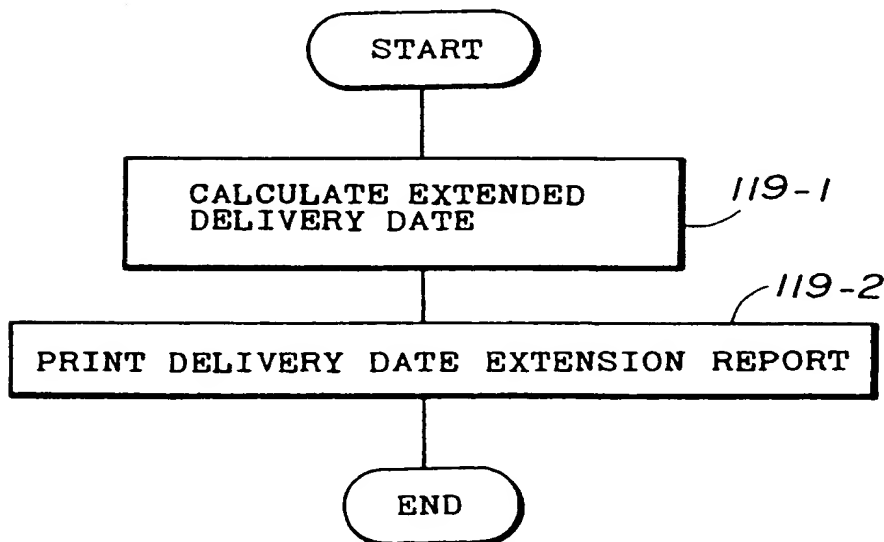 START
CALCULATE EXTENDED
DELIVERY DATE
119-1
119-2
PRINT DELIVERY DATE EXTENSION REPORT
END